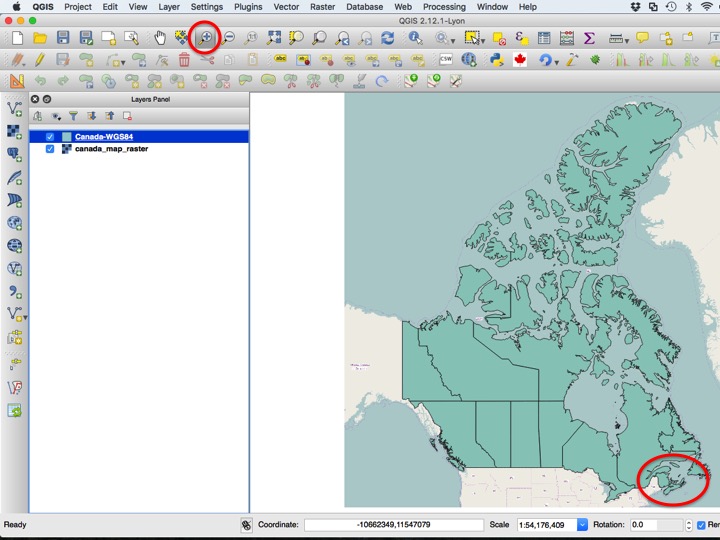 QGIS Project Edit View Layer Settings Plugins Vector Raster Database Web Processing Window Help
QGIS 2.12.1-Lyon
Layers Panel
Canada-WGS84
canada_map_raster
Ready Coordinate: -10662349,11547079 Scale 1:54,176,409 Rotation: 0.0 Ren